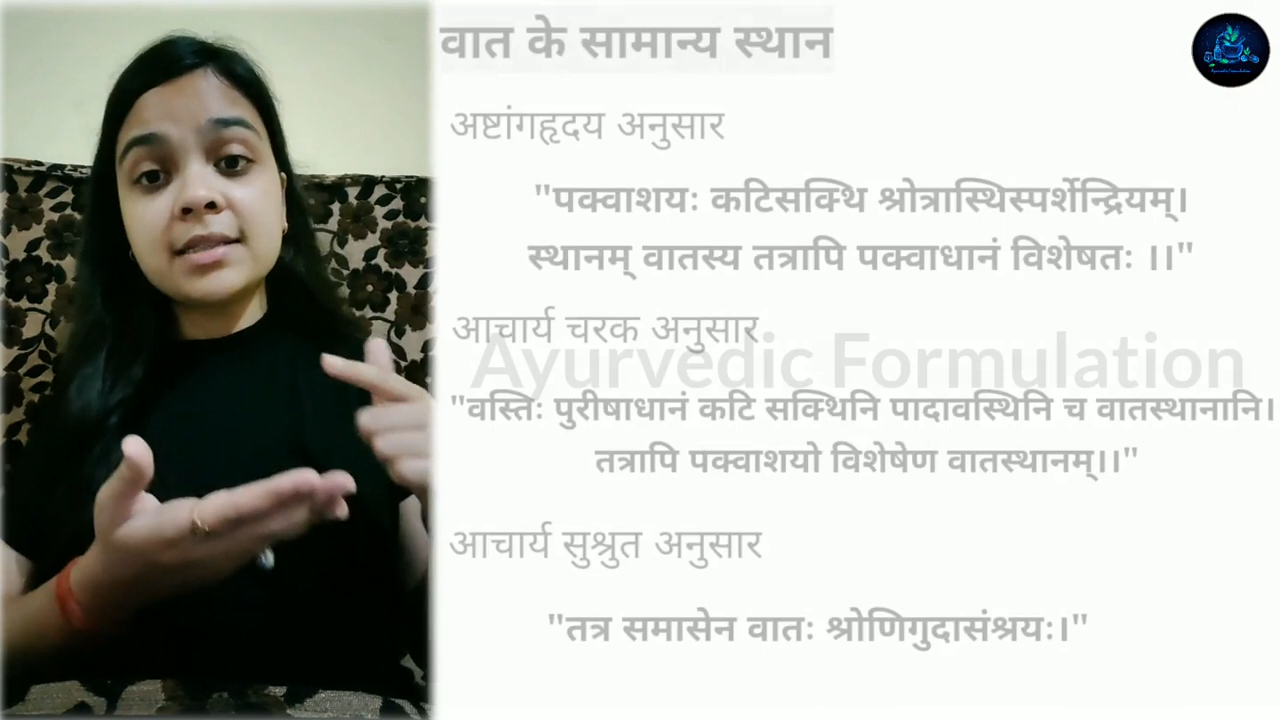 वात के सामान्य स्थान
अष्टांगहृदय अनुसार
"पक्वाशयः कटिसक्थि श्रोत्रास्थिस्पर्शेन्द्रियम्।
स्थानम् वातस्य तत्रापि पक्वाधानं विशेषतः ।।"
आचार्य चरक अनुसार
Ayurvedic Formulation
"वस्तिः पुरीषाधानं कटि सक्थिनि पादावस्थिनि च वातस्थानानि।
तत्रापि पक्वाशयो विशेषेण वातस्थानम्।।"
आचार्य सुश्रुत अनुसार
"तत्र समासेन वातः श्रोणिगुदासंश्रयः।"